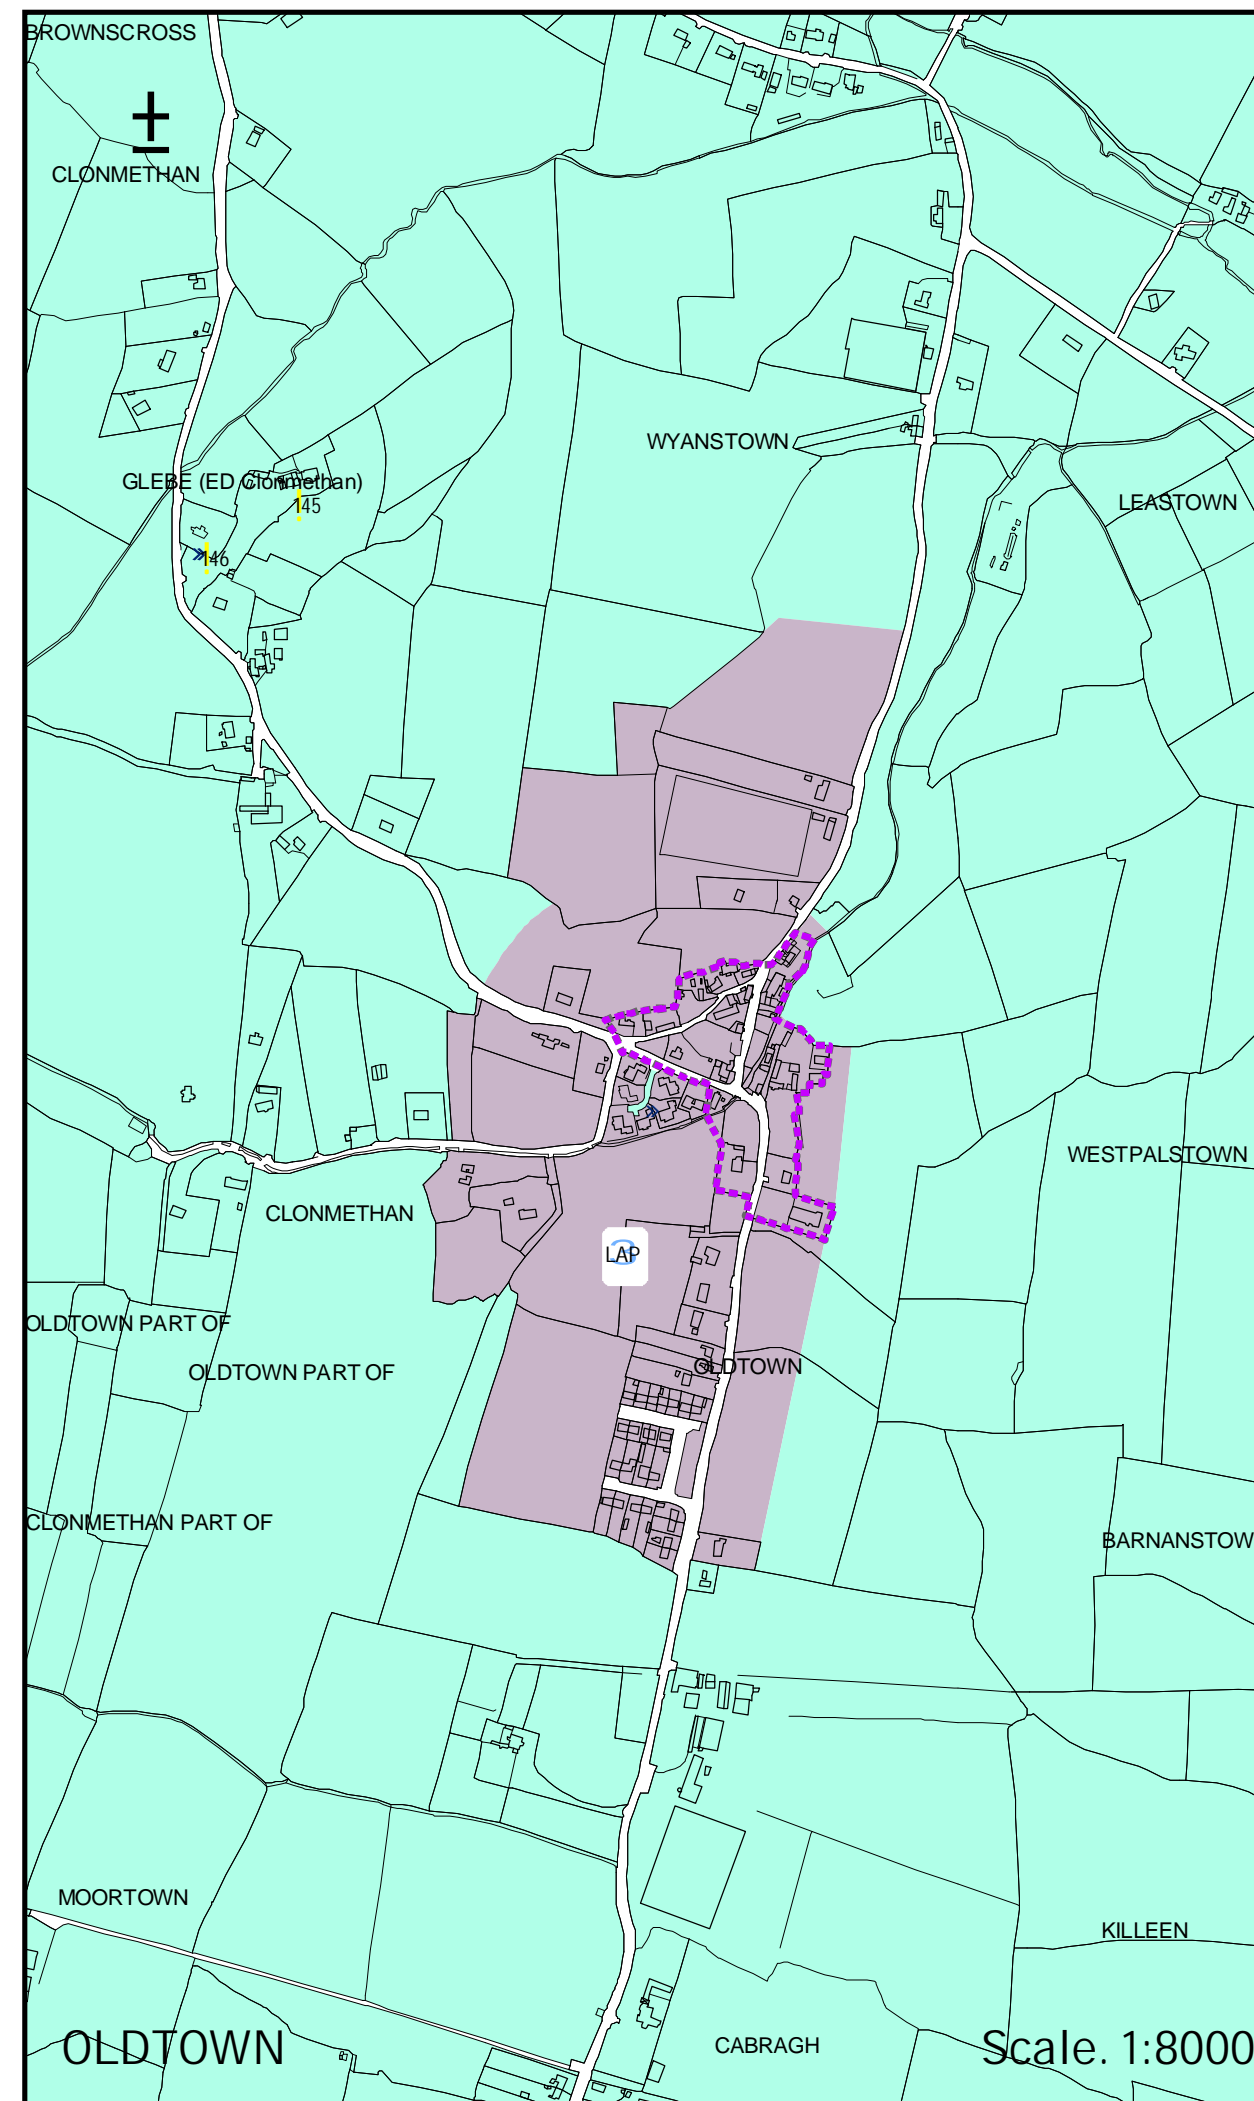 BROWNSCROSS
CLONMETHAN
WYANSTOWN
GLEBE (ED Clonmethan)
145
LEASTOWN
146
WESTPALSTOWN
CLONMETHAN
3
LAP
OLDTOWN PART OF
OLDTOWN PART OF
OLDTOWN
CLONMETHAN PART OF
BARNANSTOW
MOORTOWN
KILLEEN
OLDTOWN
CABRAGH
Scale. 1:8000